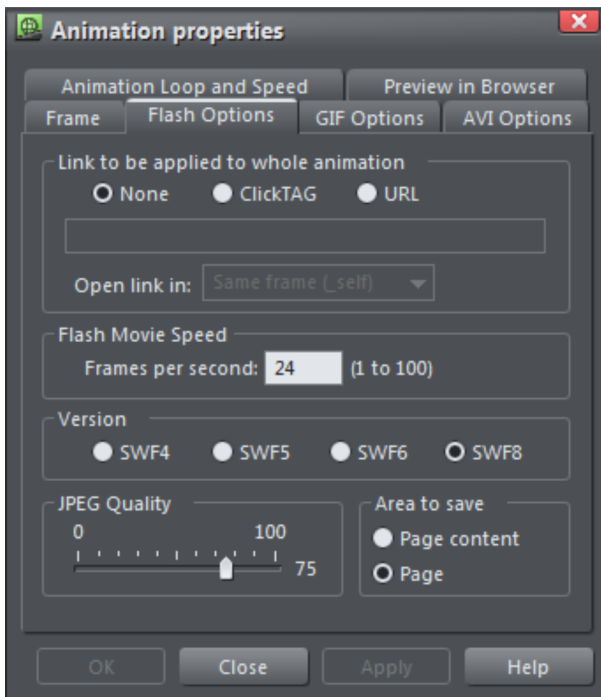 Animation properties
Animation Loop and Speed Preview in Browser
Frame Flash Options GIF Options AVI Options
Link to be applied to whole animation
None ClickTAG URL
Open link in: Same frame (_self)
Flash Movie Speed
Frames per second: 24 (1 to 100)
Version
SWF4 SWF5 SWF6 SWF8
JPEG Quality
0 100
75
Area to save
Page content
Page
OK Close Apply Help